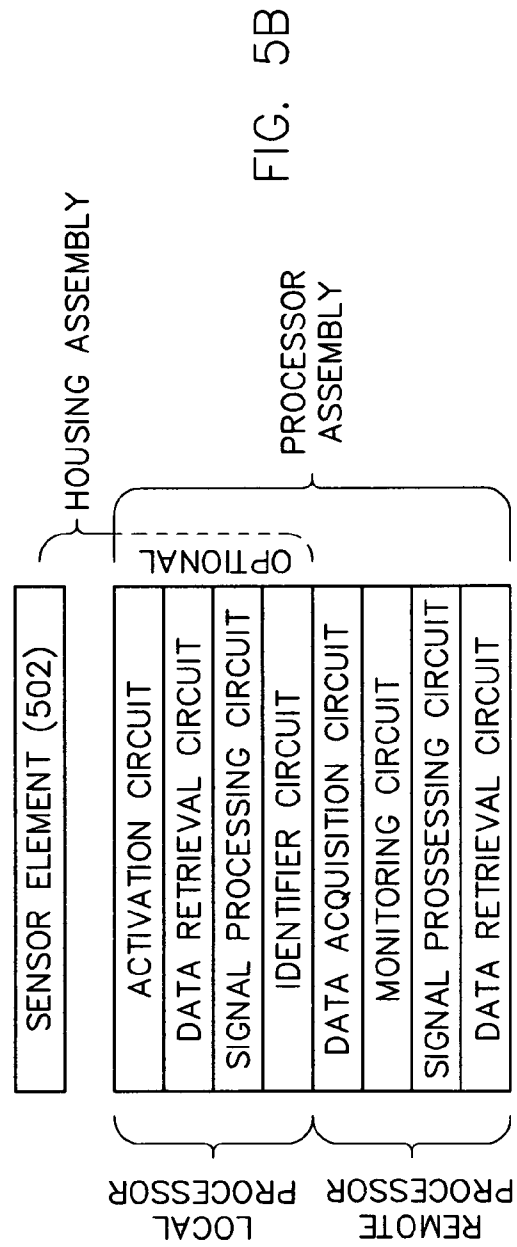 SENSOR ELEMENT (502)
HOUSING ASSEMBLY
LOCAL
PROCESSOR
ACTIVATION CIRCUIT
DATA RETRIEVAL CIRCUIT
SIGNAL PROCESSING CIRCUIT
IDENTIFIER CIRCUIT
OPTIONAL
REMOTE
PROCESSOR
DATA ACQUISITION CIRCUIT
MONITORING CIRCUIT
SIGNAL PROSSESSING CIRCUIT
DATA RETRIEVAL CIRCUIT
PROCESSOR
ASSEMBLY
FIG. 5B